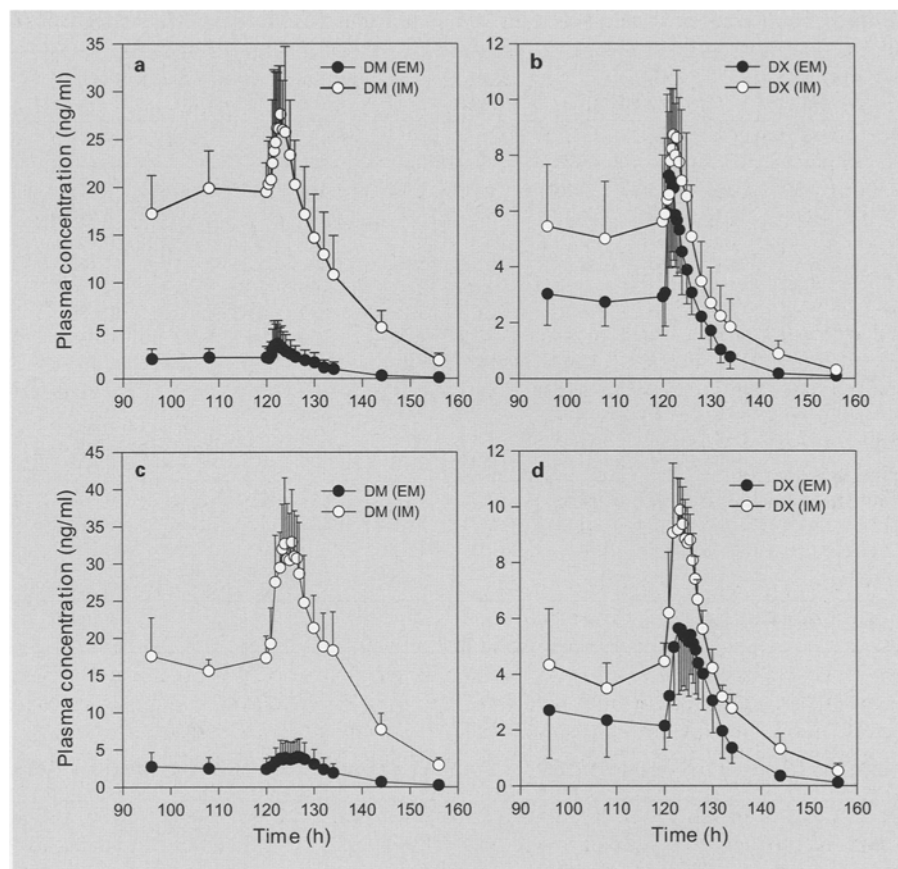 Plasma concentration (ng/ml)
35
30
25
20
15
10
5
0
a
DM (EM)
DM (IM)
90 100 110 120 130 140 150 160
12
10
8
6
4
2
0
b
DX (EM)
DX (IM)
90 100 110 120 130 140 150 160
Plasma concentration (ng/ml)
45
40
35
30
25
20
15
10
5
0
c
DM (EM)
DM (IM)
90 100 110 120 130 140 150 160
Time (h)
12
10
8
6
4
2
0
d
DX (EM)
DX (IM)
90 100 110 120 130 140 150 160
Time (h)